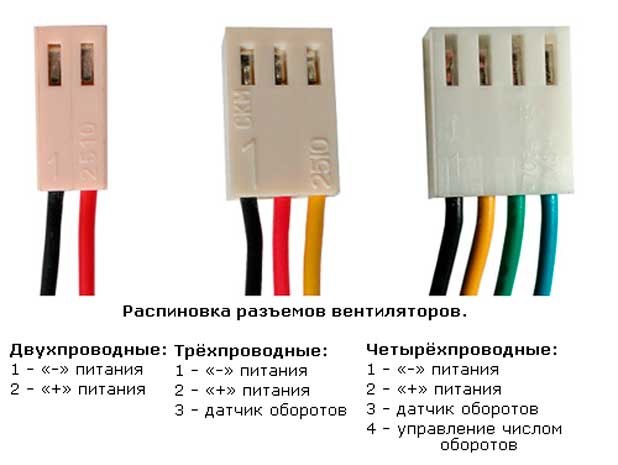 1
2510
CKM
1
2510
1
Распиновка разъемов вентиляторов.
Двухпроводные:
1 – «-» питания
2 – «+» питания
Трёхпроводные:
1 – «-» питания
2 – «+» питания
3 – датчик оборотов
Четырёхпроводные:
1 – «-» питания
2 – «+» питания
3 – датчик оборотов
4 – управление числом
оборотов